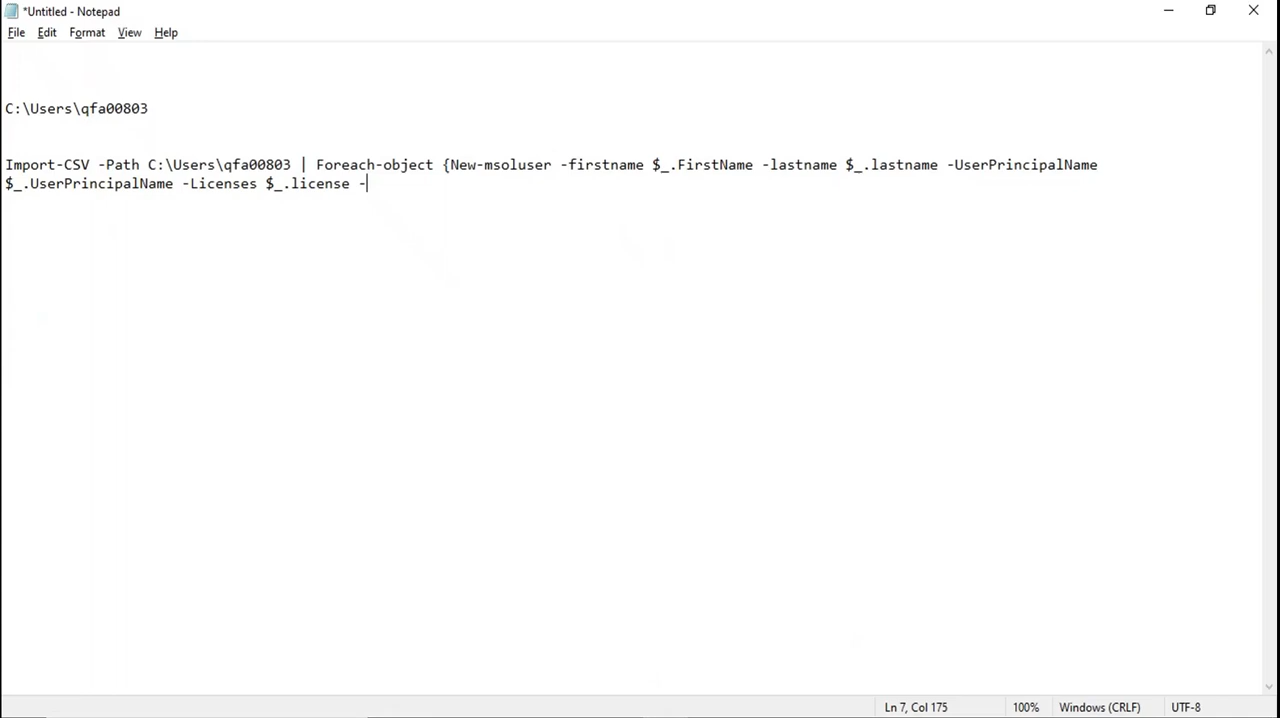 *Untitled - Notepad
File Edit Format View Help
C:\Users\qfa00803
Import-CSV -Path C:\Users\qfa00803 | Foreach-object {New-msoluser -firstname $_.FirstName -lastname $_.lastname -UserPrincipalName
$_.UserPrincipalName -Licenses $_.license -
Ln 7, Col 175 100% Windows (CRLF) UTF-8